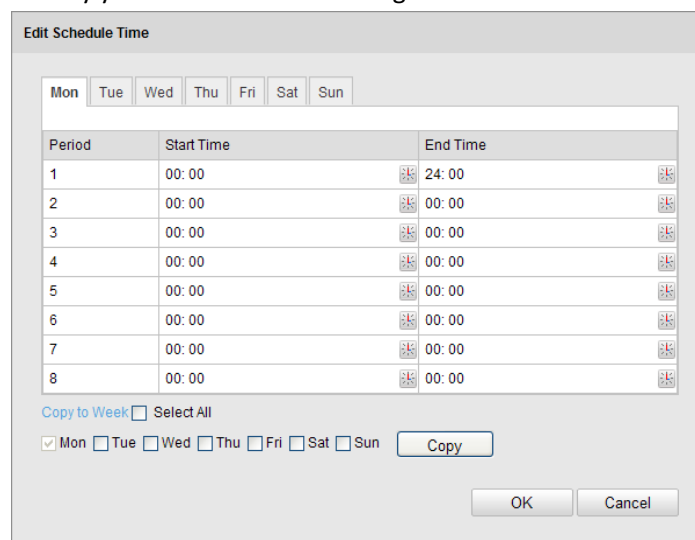 Edit Schedule Time
Mon Tue Wed Thu Fri Sat Sun
Period Start Time End Time
1 00: 00 24: 00
2 00: 00 00: 00
3 00: 00 00: 00
4 00: 00 00: 00
5 00: 00 00: 00
6 00: 00 00: 00
7 00: 00 00: 00
8 00: 00 00: 00
Copy to Week Select All
Mon Tue Wed Thu Fri Sat Sun Copy
OK Cancel